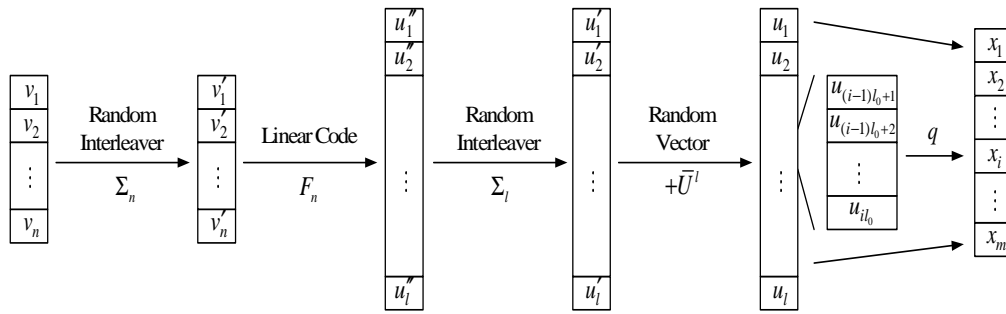 v₁
v₂
⋮
vₙ
Random
Interleaver
Σₙ
v′₁
v′₂
⋮
v′ₙ
Linear Code
Fₙ
u″₁
u″₂
⋮
u″ₗ
Random
Interleaver
Σₗ
u′₁
u′₂
⋮
u′ₗ
Random
Vector
+Ūˡ
u₁
u₂
⋮
uₗ
u₍ᵢ₋₁₎ₗ₀₊₁
u₍ᵢ₋₁₎ₗ₀₊₂
⋮
uᵢₗ₀
q
x₁
x₂
⋮
xᵢ
⋮
xₘ